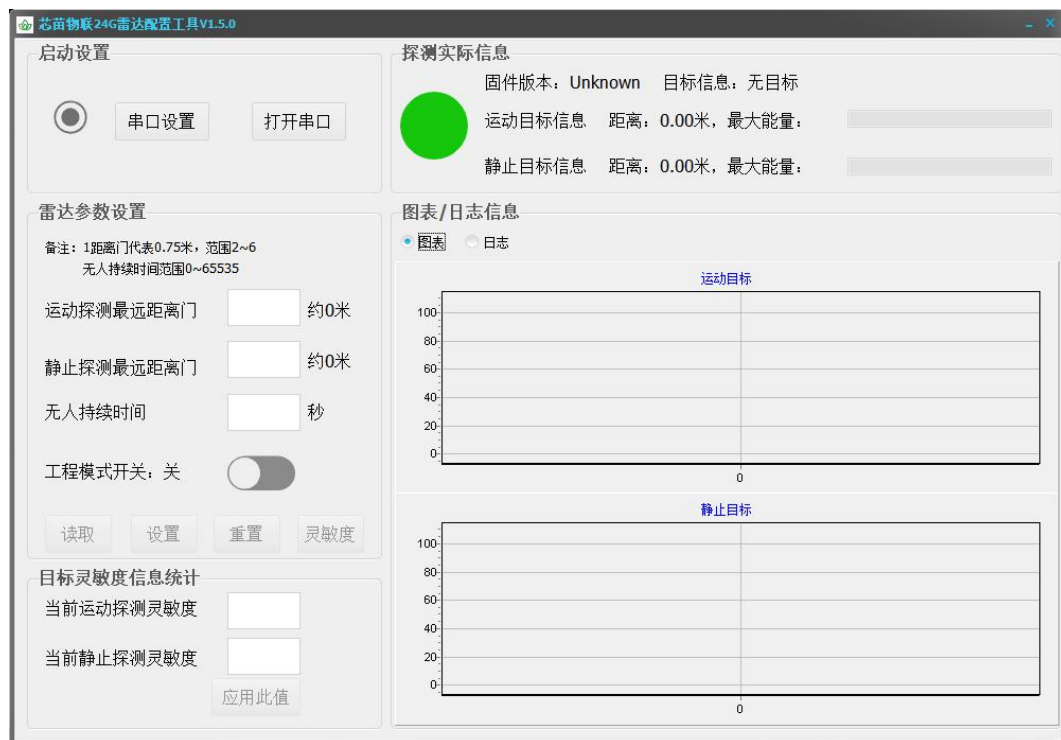 芯苗物联24G雷达配置工具V1.5.0
启动设置
串口设置 打开串口
探测实际信息
固件版本：Unknown 目标信息：无目标
运动目标信息 距离：0.00米，最大能量：
静止目标信息 距离：0.00米，最大能量：
雷达参数设置
备注：1距离门代表0.75米，范围2~6
无人持续时间范围0~65535
运动探测最远距离门 约0米
静止探测最远距离门 约0米
无人持续时间 秒
工程模式开关：关
读取 设置 重置 灵敏度
目标灵敏度信息统计
当前运动探测灵敏度
当前静止探测灵敏度
应用此值
图表/日志信息
图表 日志
运动目标
100
80
60
40
20
0
0
静止目标
100
80
60
40
20
0
0